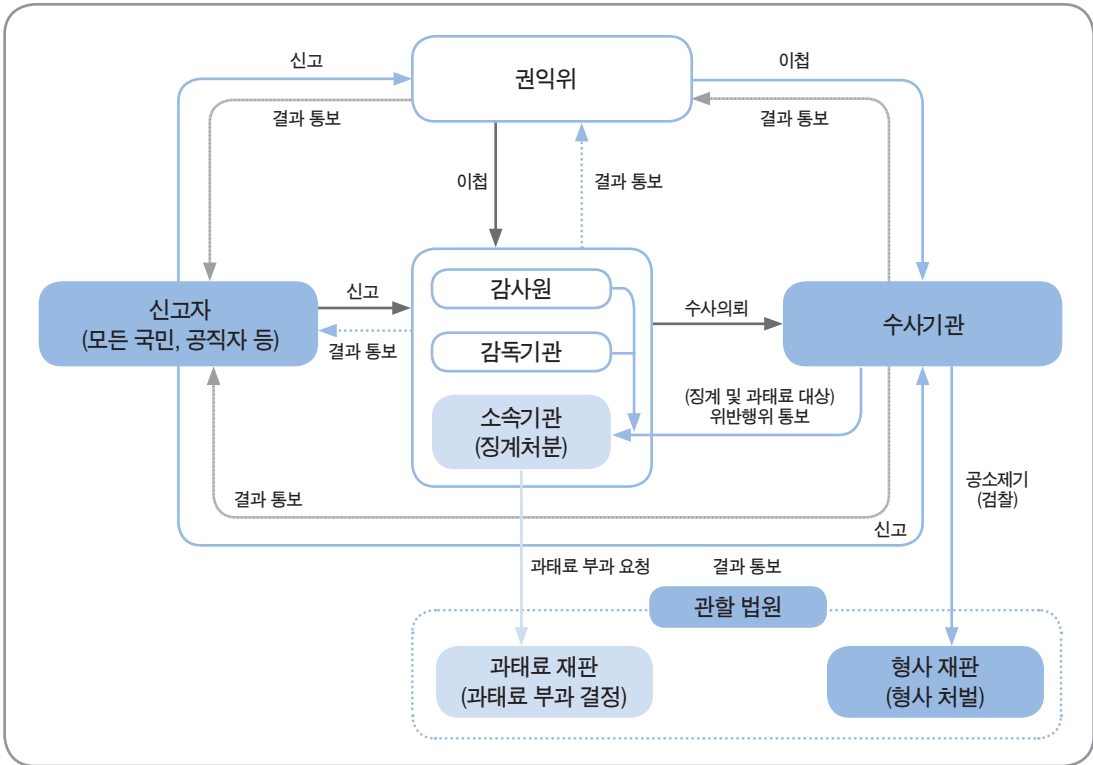 신고
권익위
이첩
결과 통보
결과 통보
이첩
결과 통보
감사원
신고자
(모든 국민, 공직자 등)
신고
수사의뢰
수사기관
결과 통보
감독기관
(징계 및 과태료 대상)
위반행위 통보
소속기관
(징계처분)
결과 통보
공소제기
(검찰)
신고
과태료 부과 요청
결과 통보
관할 법원
과태료 재판
(과태료 부과 결정)
형사 재판
(형사 처벌)